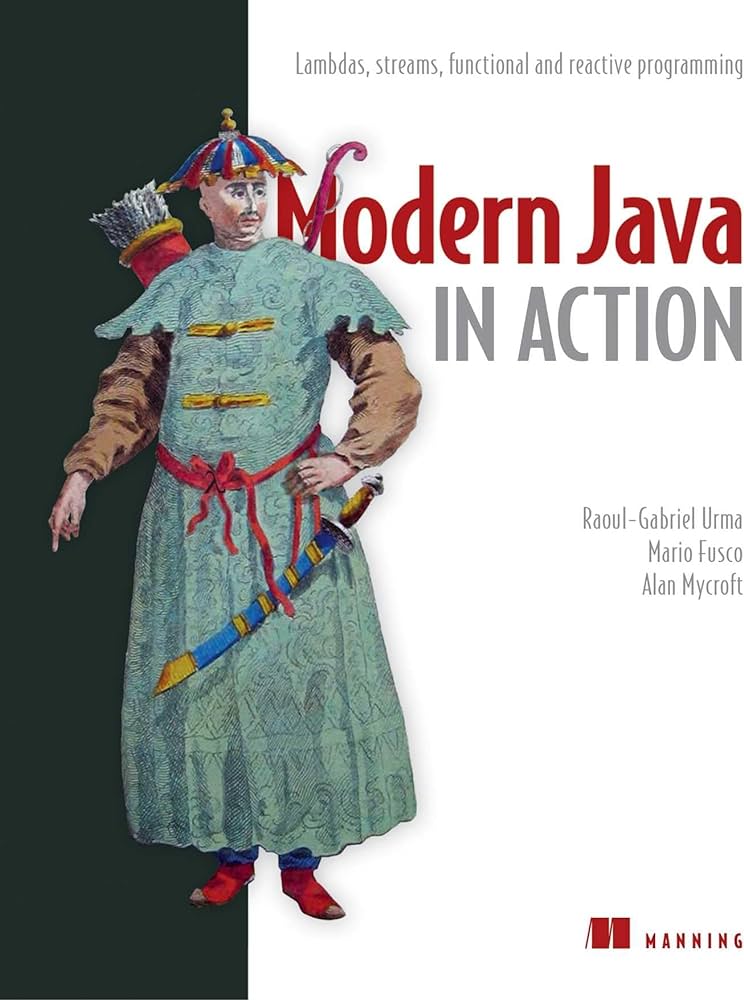 Lambdas, streams, functional and reactive programming
Modern Java
IN ACTION
Raoul-Gabriel Urma
Mario Fusco
Alan Mycroft
MANNING